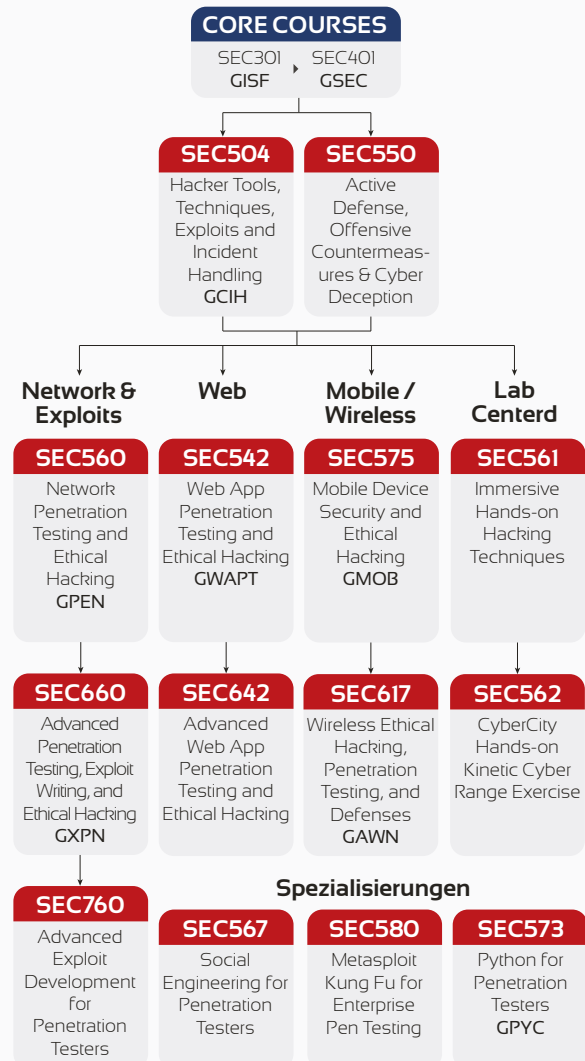 CORE COURSES
SEC301 SEC401
GISF GSEC
SEC504
Hacker Tools,
Techniques,
Exploits and
Incident
Handling
GCIH
SEC550
Active
Defense,
Offensive
Countermeas-
ures & Cyber
Deception
Network &
Exploits
Web
Mobile /
Wireless
Lab
Centerd
SEC560
Network
Penetration
Testing and
Ethical
Hacking
GPEN
SEC542
Web App
Penetration
Testing and
Ethical Hacking
GWAPT
SEC575
Mobile Device
Security and
Ethical
Hacking
GMOB
SEC561
Immersive
Hands-on
Hacking
Techniques
SEC660
Advanced
Penetration
Testing, Exploit
Writing, and
Ethical Hacking
GXPN
SEC642
Advanced
Web App
Penetration
Testing and
Ethical Hacking
SEC617
Wireless Ethical
Hacking,
Penetration
Testing, and
Defenses
GAWN
SEC562
CyberCity
Hands-on
Kinetic Cyber
Range Exercise
SEC760
Advanced
Exploit
Development
for
Penetration
Testers
Spezialisierungen
SEC567
Social
Engineering for
Penetration
Testers
SEC580
Metasploit
Kung Fu for
Enterprise
Pen Testing
SEC573
Python for
Penetration
Testers
GPYC